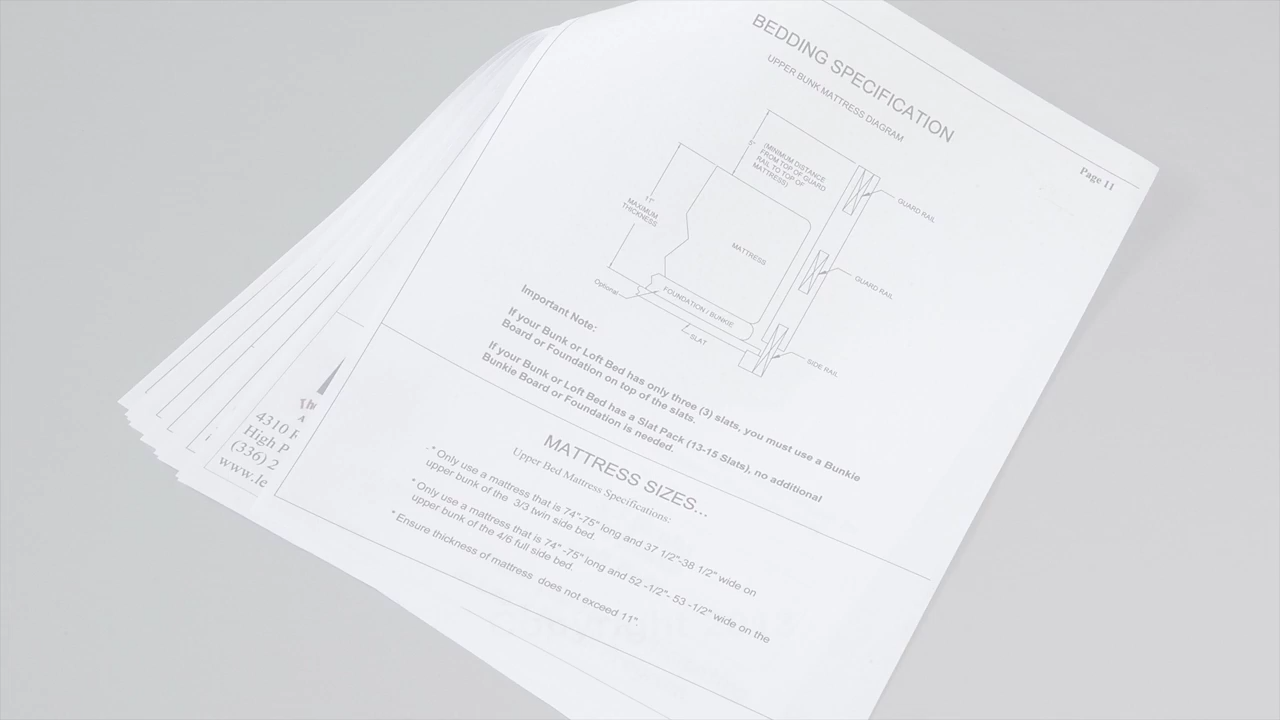 BEDDING SPECIFICATION
UPPER BUNK MATTRESS DIAGRAM
Page 11
5"
(MINIMUM DISTANCE
FROM TOP OF GUARD
RAIL TO TOP OF
MATTRESS)
GUARD RAIL
11"
MAXIMUM
THICKNESS
MATTRESS
GUARD RAIL
Optional
FOUNDATION / BUNKIE
SLAT
SIDE RAIL
Important Note:
If your Bunk or Loft Bed has only three (3) slats, you must use a Bunkie
Board or Foundation on top of the slats.
If your Bunk or Loft Bed has a Slat Pack (13-15 Slats), no additional
Bunkie Board or Foundation is needed.
MATTRESS SIZES...
Upper Bed Mattress Specifications:
* Only use a mattress that is 74"-75" long and 37 1/2"-38 1/2" wide on
upper bunk of the 3/3 twin side bed.
* Only use a mattress that is 74" -75" long and 52 -1/2"- 53 -1/2" wide on the
upper bunk of the 4/6 full side bed.
* Ensure thickness of mattress does not exceed 11".
4310
High P
(336) 2
www.le